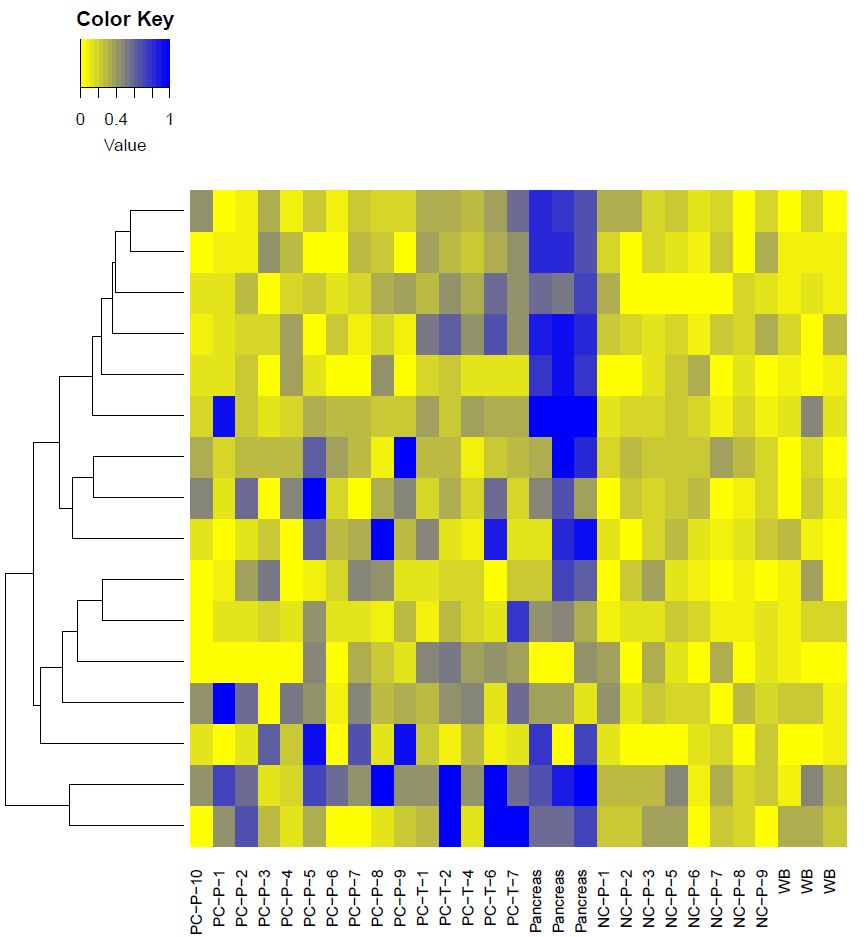 Color Key
0 0.4 1
Value
PC-P-10
PC-P-1
PC-P-2
PC-P-3
PC-P-4
PC-P-5
PC-P-6
PC-P-7
PC-P-8
PC-P-9
PC-T-1
PC-T-2
PC-T-4
PC-T-6
PC-T-7
Pancreas
Pancreas
Pancreas
NC-P-1
NC-P-2
NC-P-3
NC-P-5
NC-P-6
NC-P-7
NC-P-8
NC-P-9
WB
WB
WB